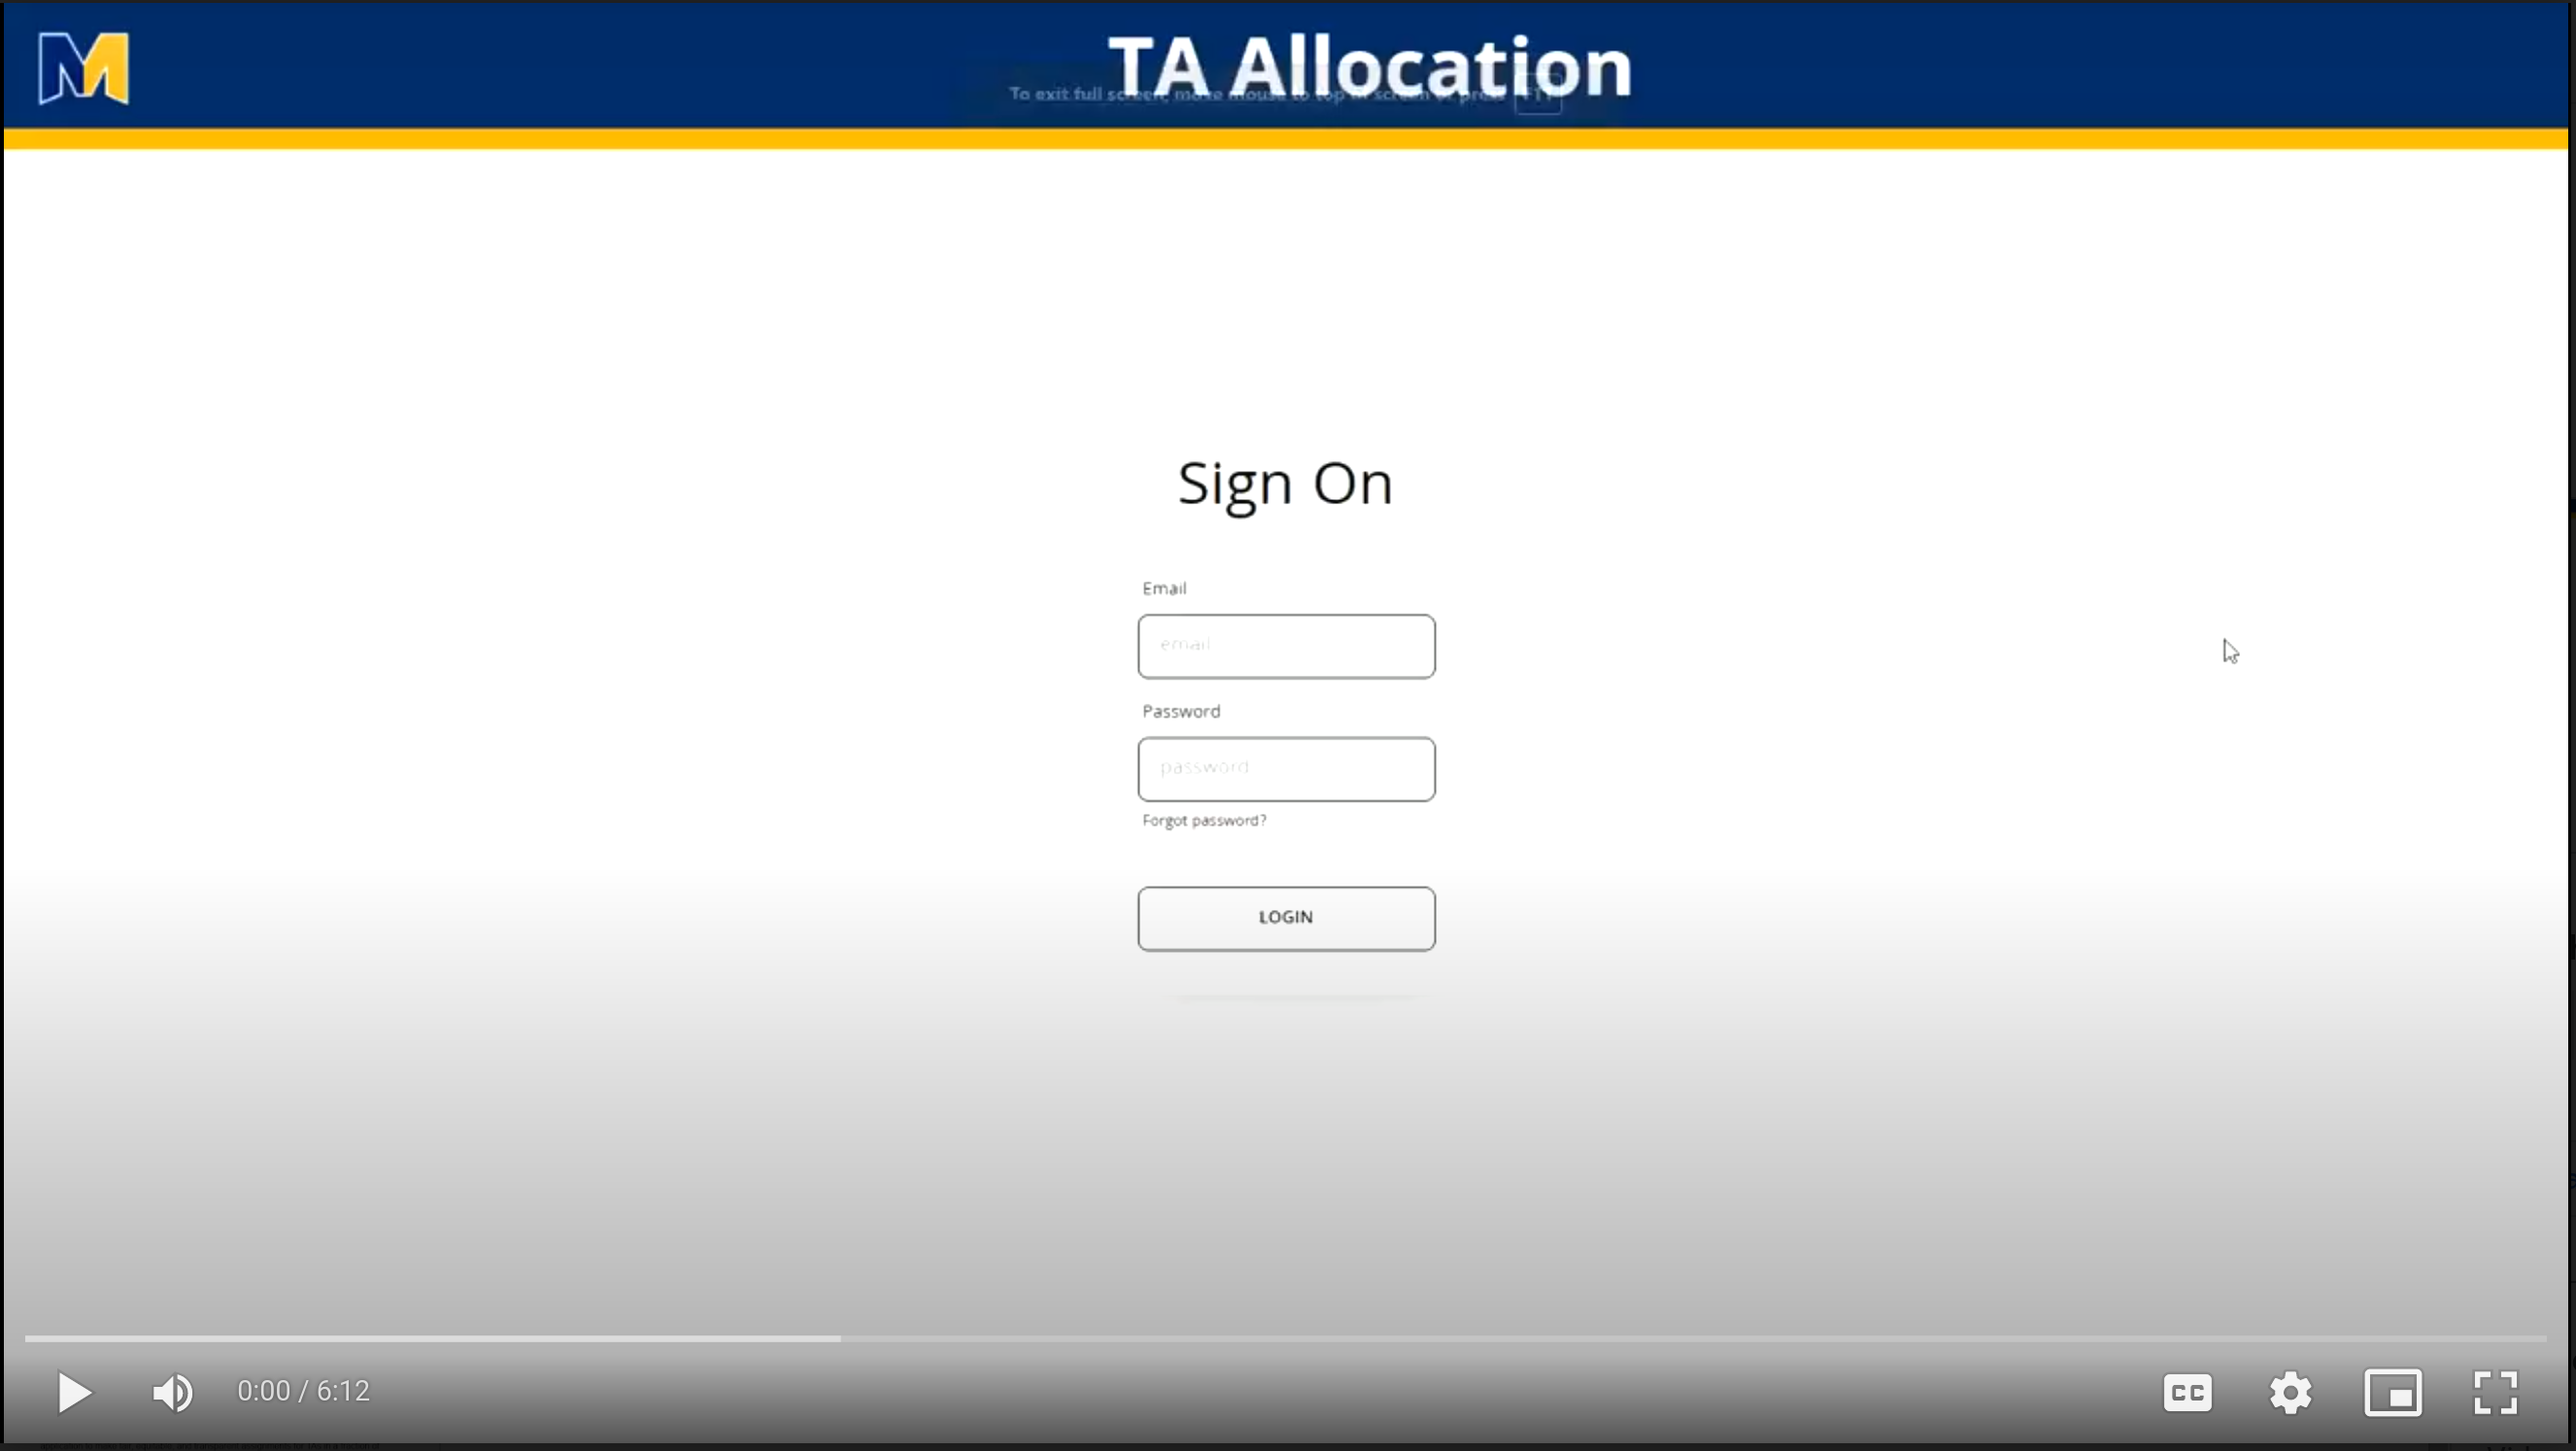 TA Allocation
To exit full screen, move mouse to top of screen or press F11
Sign On
Email
email
Password
password
Forgot password?
LOGIN
0:00 / 6:12
CC